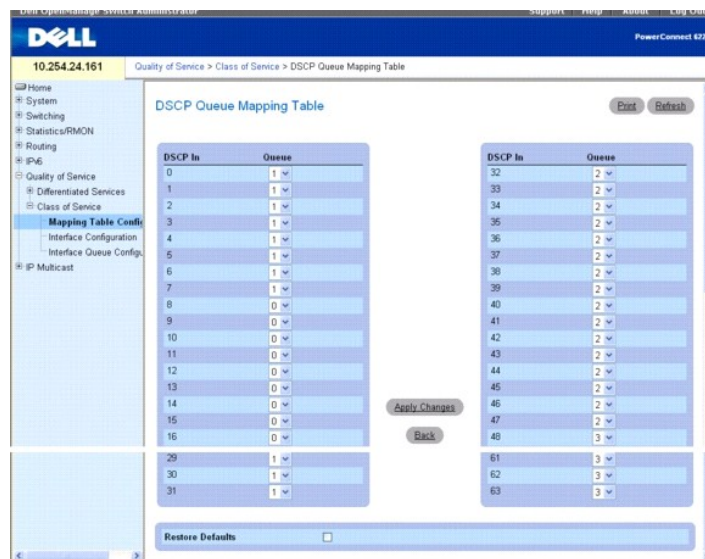 Dell OpenManage Switch Administrator
Support Help About Log Out
DELL
PowerConnect 622
10.254.24.161
Quality of Service > Class of Service > DSCP Queue Mapping Table
Home
System
Switching
Statistics/RMON
Routing
IPv6
Quality of Service
Differentiated Services
Class of Service
Mapping Table Config
Interface Configuration
Interface Queue Configu
IP Multicast
DSCP Queue Mapping Table
Print Refresh
DSCP In Queue
0 1
1 1
2 1
3 1
4 1
5 1
6 1
7 1
8 0
9 0
10 0
11 0
12 0
13 0
14 0
15 0
16 0
29 1
30 1
31 1
Apply Changes
Back
DSCP In Queue
32 2
33 2
34 2
35 2
36 2
37 2
38 2
39 2
40 2
41 2
42 2
43 2
44 2
45 2
46 2
47 2
48 3
61 3
62 3
63 3
Restore Defaults